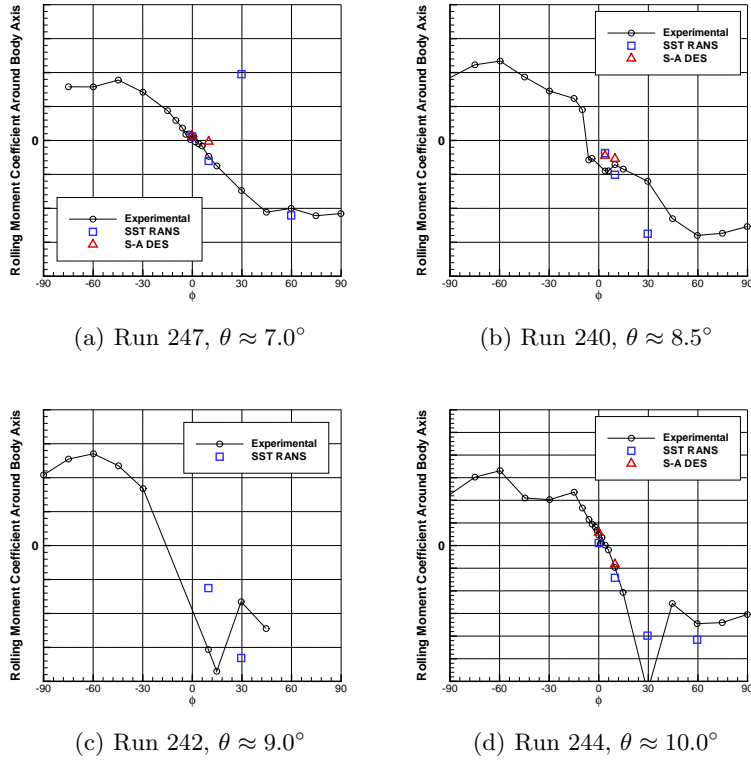 Rolling Moment Coefficient Around Body Axis
0
Experimental
SST RANS
S-A DES
-90 -60 -30 0 30 60 90
ϕ
(a) Run 247, θ ≈ 7.0°
Rolling Moment Coefficient Around Body Axis
0
Experimental
SST RANS
S-A DES
-90 -60 -30 0 30 60 90
ϕ
(b) Run 240, θ ≈ 8.5°
Rolling Moment Coefficient Around Body Axis
0
Experimental
SST RANS
-90 -60 -30 0 30 60 90
ϕ
(c) Run 242, θ ≈ 9.0°
Rolling Moment Coefficient Around Body Axis
0
Experimental
SST RANS
S-A DES
-90 -60 -30 0 30 60 90
ϕ
(d) Run 244, θ ≈ 10.0°